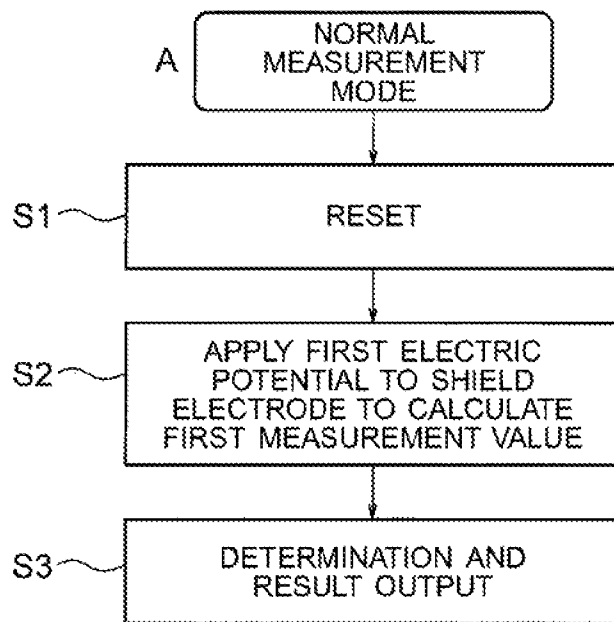 A
NORMAL
MEASUREMENT
MODE
S1
RESET
S2
APPLY FIRST ELECTRIC
POTENTIAL TO SHIELD
ELECTRODE TO CALCULATE
FIRST MEASUREMENT VALUE
S3
DETERMINATION AND
RESULT OUTPUT